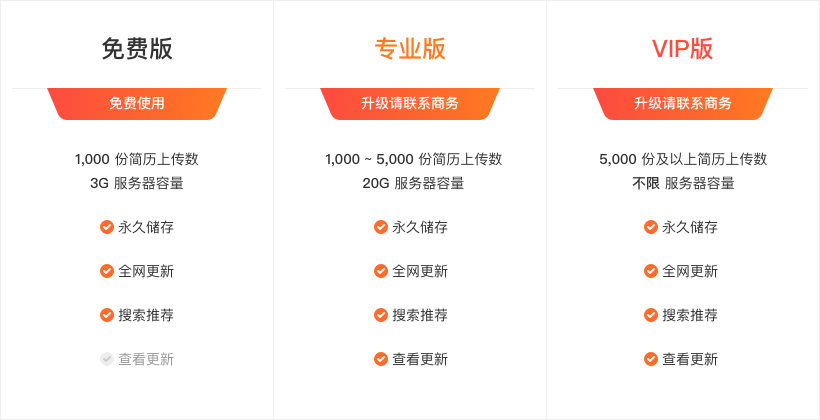 免费版
免费使用
1,000 份简历上传数
3G 服务器容量
永久储存
全网更新
搜索推荐
查看更新
专业版
升级请联系商务
1,000 ~ 5,000 份简历上传数
20G 服务器容量
永久储存
全网更新
搜索推荐
查看更新
VIP版
升级请联系商务
5,000 份及以上简历上传数
不限 服务器容量
永久储存
全网更新
搜索推荐
查看更新